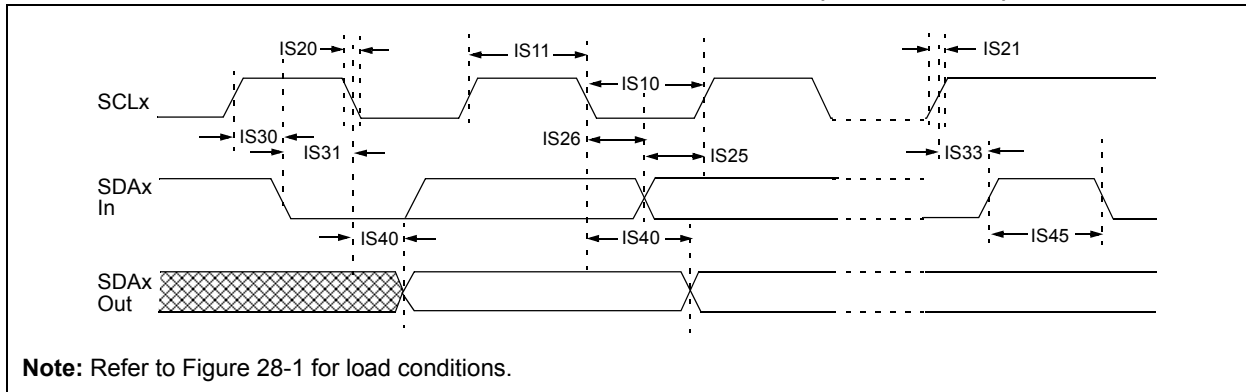 IS20
IS11
IS21
IS10
SCLx
IS30
IS26
IS31
IS25
IS33
SDAx
In
IS40
IS40
IS45
SDAx
Out
Note: Refer to Figure 28-1 for load conditions.